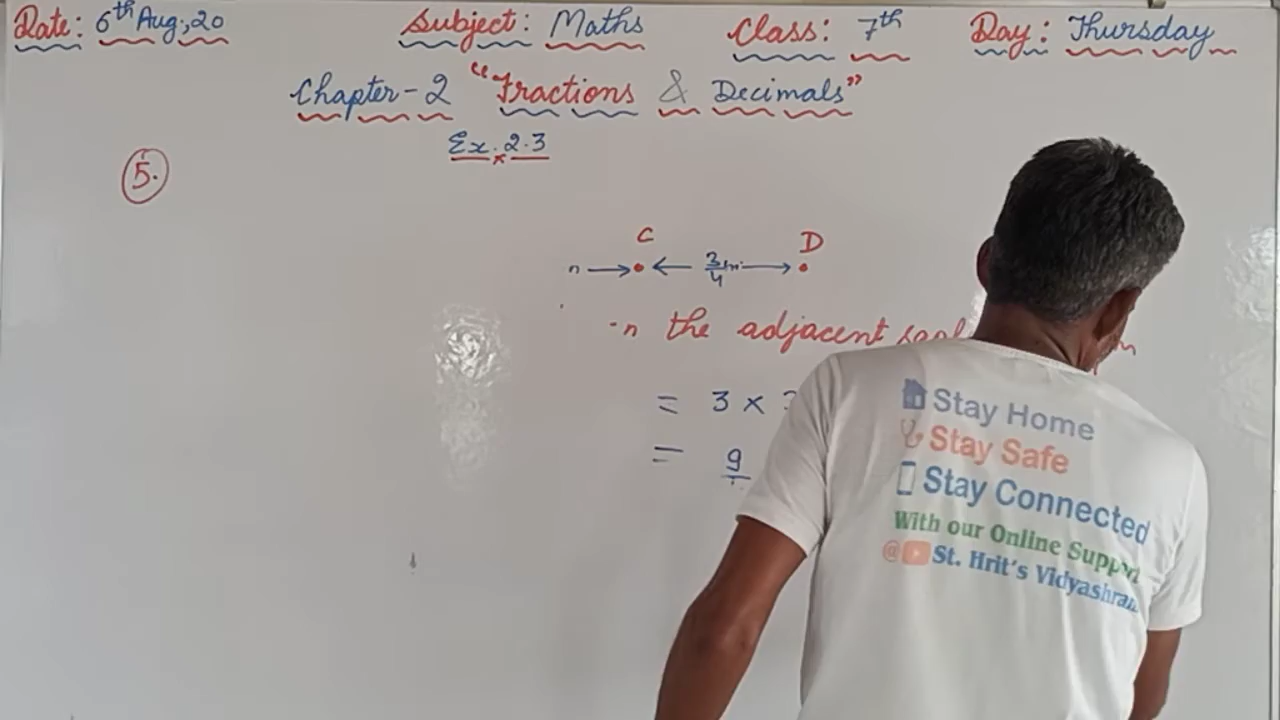 Date: 6th Aug, 20 Subject: Maths Class: 7th Day: Thursday
Chapter-2 "Fractions & Decimals"
Ex. 2.3
5.
C D
n → ← 3/4 m →
n the adjacent
= 3 ×
= 9
Stay Home
Stay Safe
Stay Connected
With our Online Support
@ St. Hrit's Vidyashram